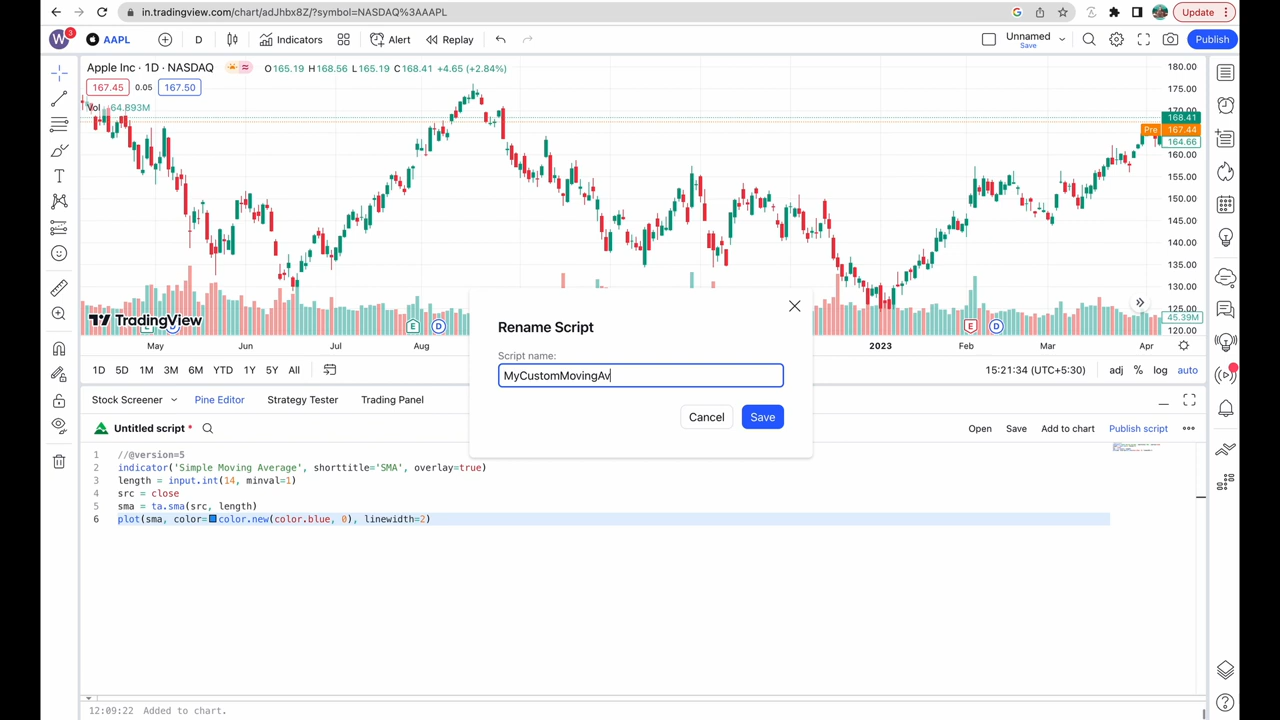 in.tradingview.com/chart/adJhbx8Z/?symbol=NASDAQ%3AAAPL
Update
W 3 AAPL D Indicators Alert Replay Unnamed Save Publish
Apple Inc · 1D · NASDAQ O165.19 H168.56 L165.19 C168.41 +4.65 (+2.84%)
167.45 0.05 167.50
Vol 64.893M
180.00
175.00
170.00
168.41
Pre 167.44
164.66
160.00
155.00
150.00
145.00
140.00
135.00
130.00
125.00
45.39M
120.00
TradingView
E D E D E D
May Jun Jul Aug 2023 Feb Mar Apr
1D 5D 1M 3M 6M YTD 1Y 5Y All
15:21:34 (UTC+5:30) adj % log auto
Rename Script
Script name:
MyCustomMovingAv
Cancel Save
Stock Screener Pine Editor Strategy Tester Trading Panel
Untitled script *
Open Save Add to chart Publish script
1 //@version=5
2 indicator('Simple Moving Average', shorttitle='SMA', overlay=true)
3 length = input.int(14, minval=1)
4 src = close
5 sma = ta.sma(src, length)
6 plot(sma, color=color.new(color.blue, 0), linewidth=2)
12:09:22 Added to chart.